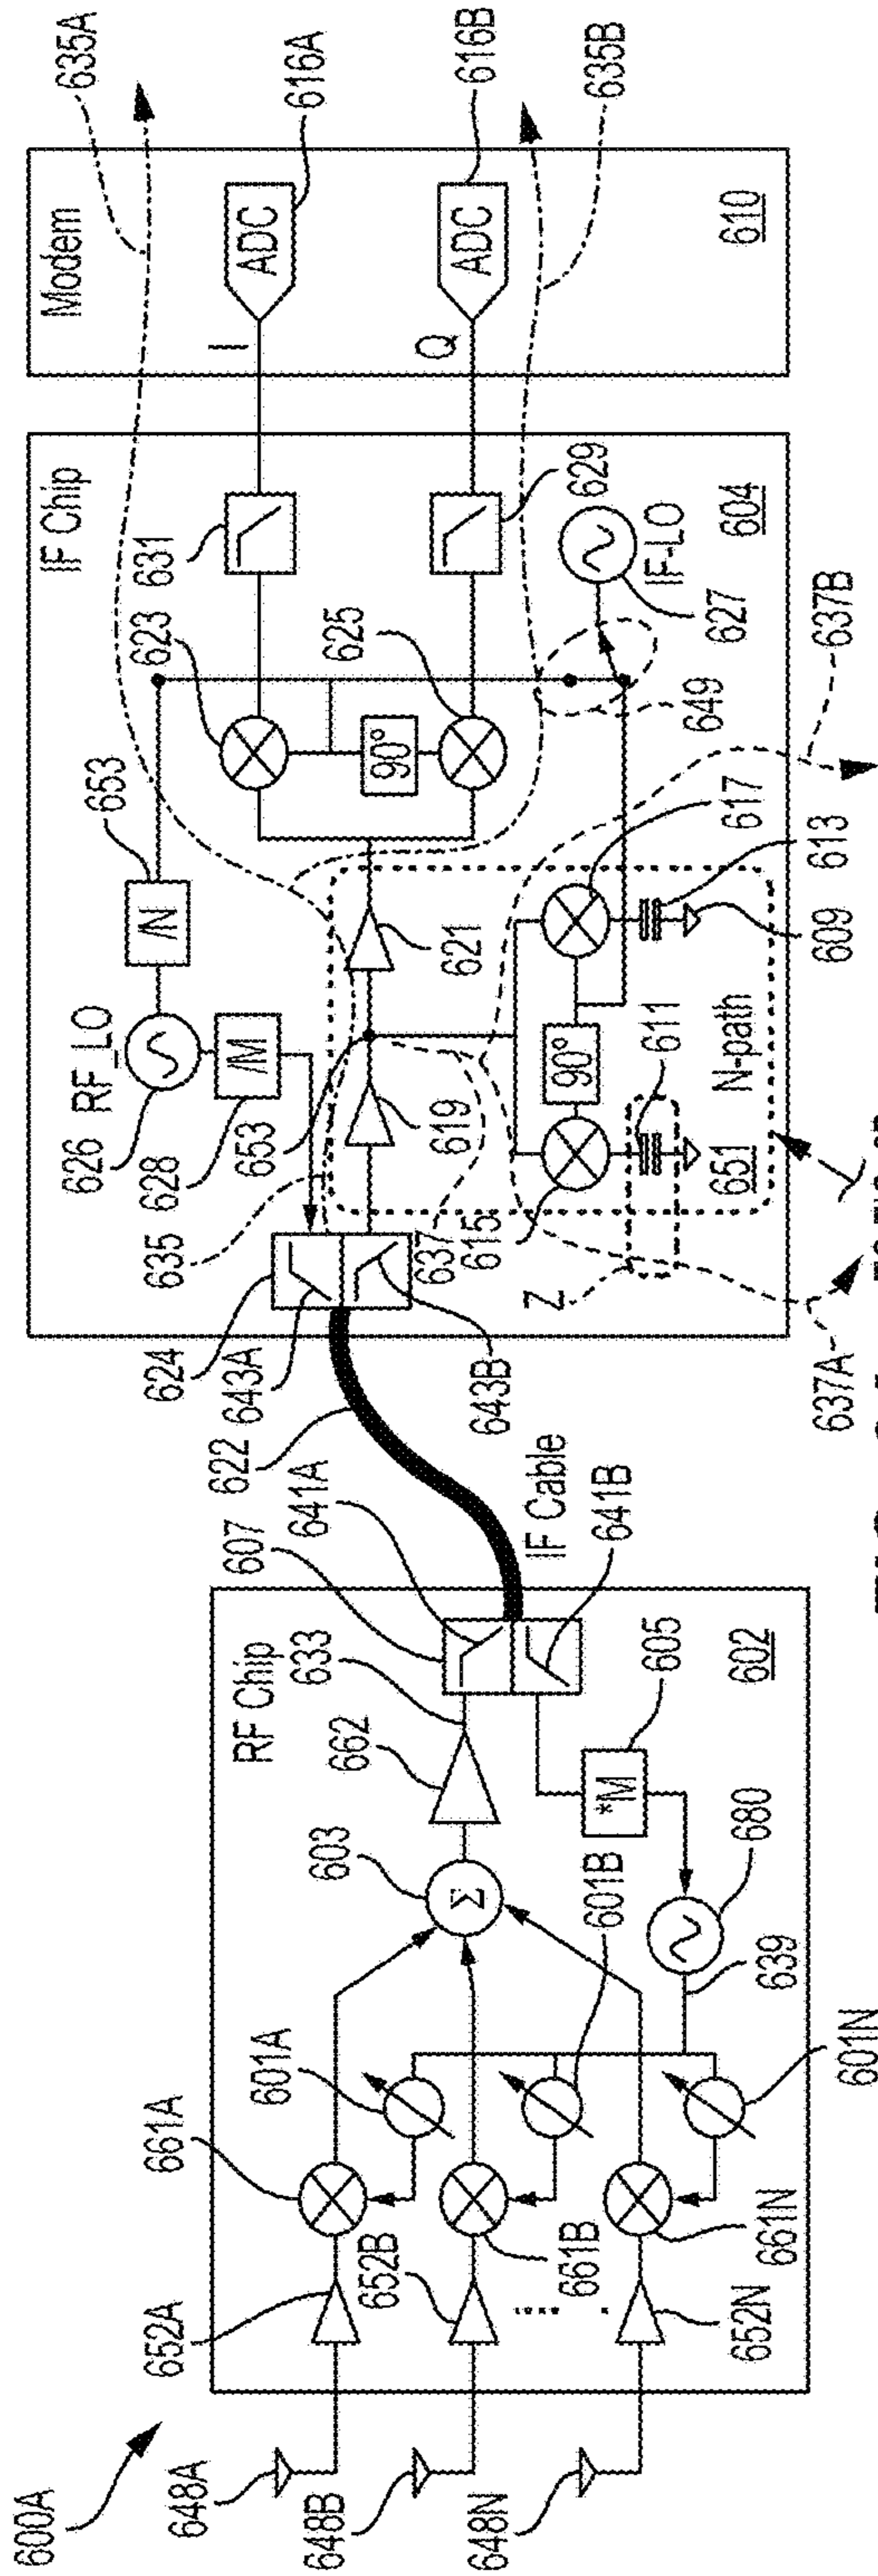 600A
648A
648B
648N
652A
652B
652N
661A
661B
661N
601A
601B
601N
639
680
603
Σ
662
633
RF Chip
607
641A
641B
*M
605
602
IF Cable
622
643A
643B
624
635
637
615
628
626
RF_LO
/M
/N
653
653
619
621
90°
611
651
N-path
Z
637A
609
613
617
637B
649
627
IF-LO
604
623
625
90°
631
629
IF Chip
Modem
I
Q
ADC
ADC
610
635A
616A
616B
635B